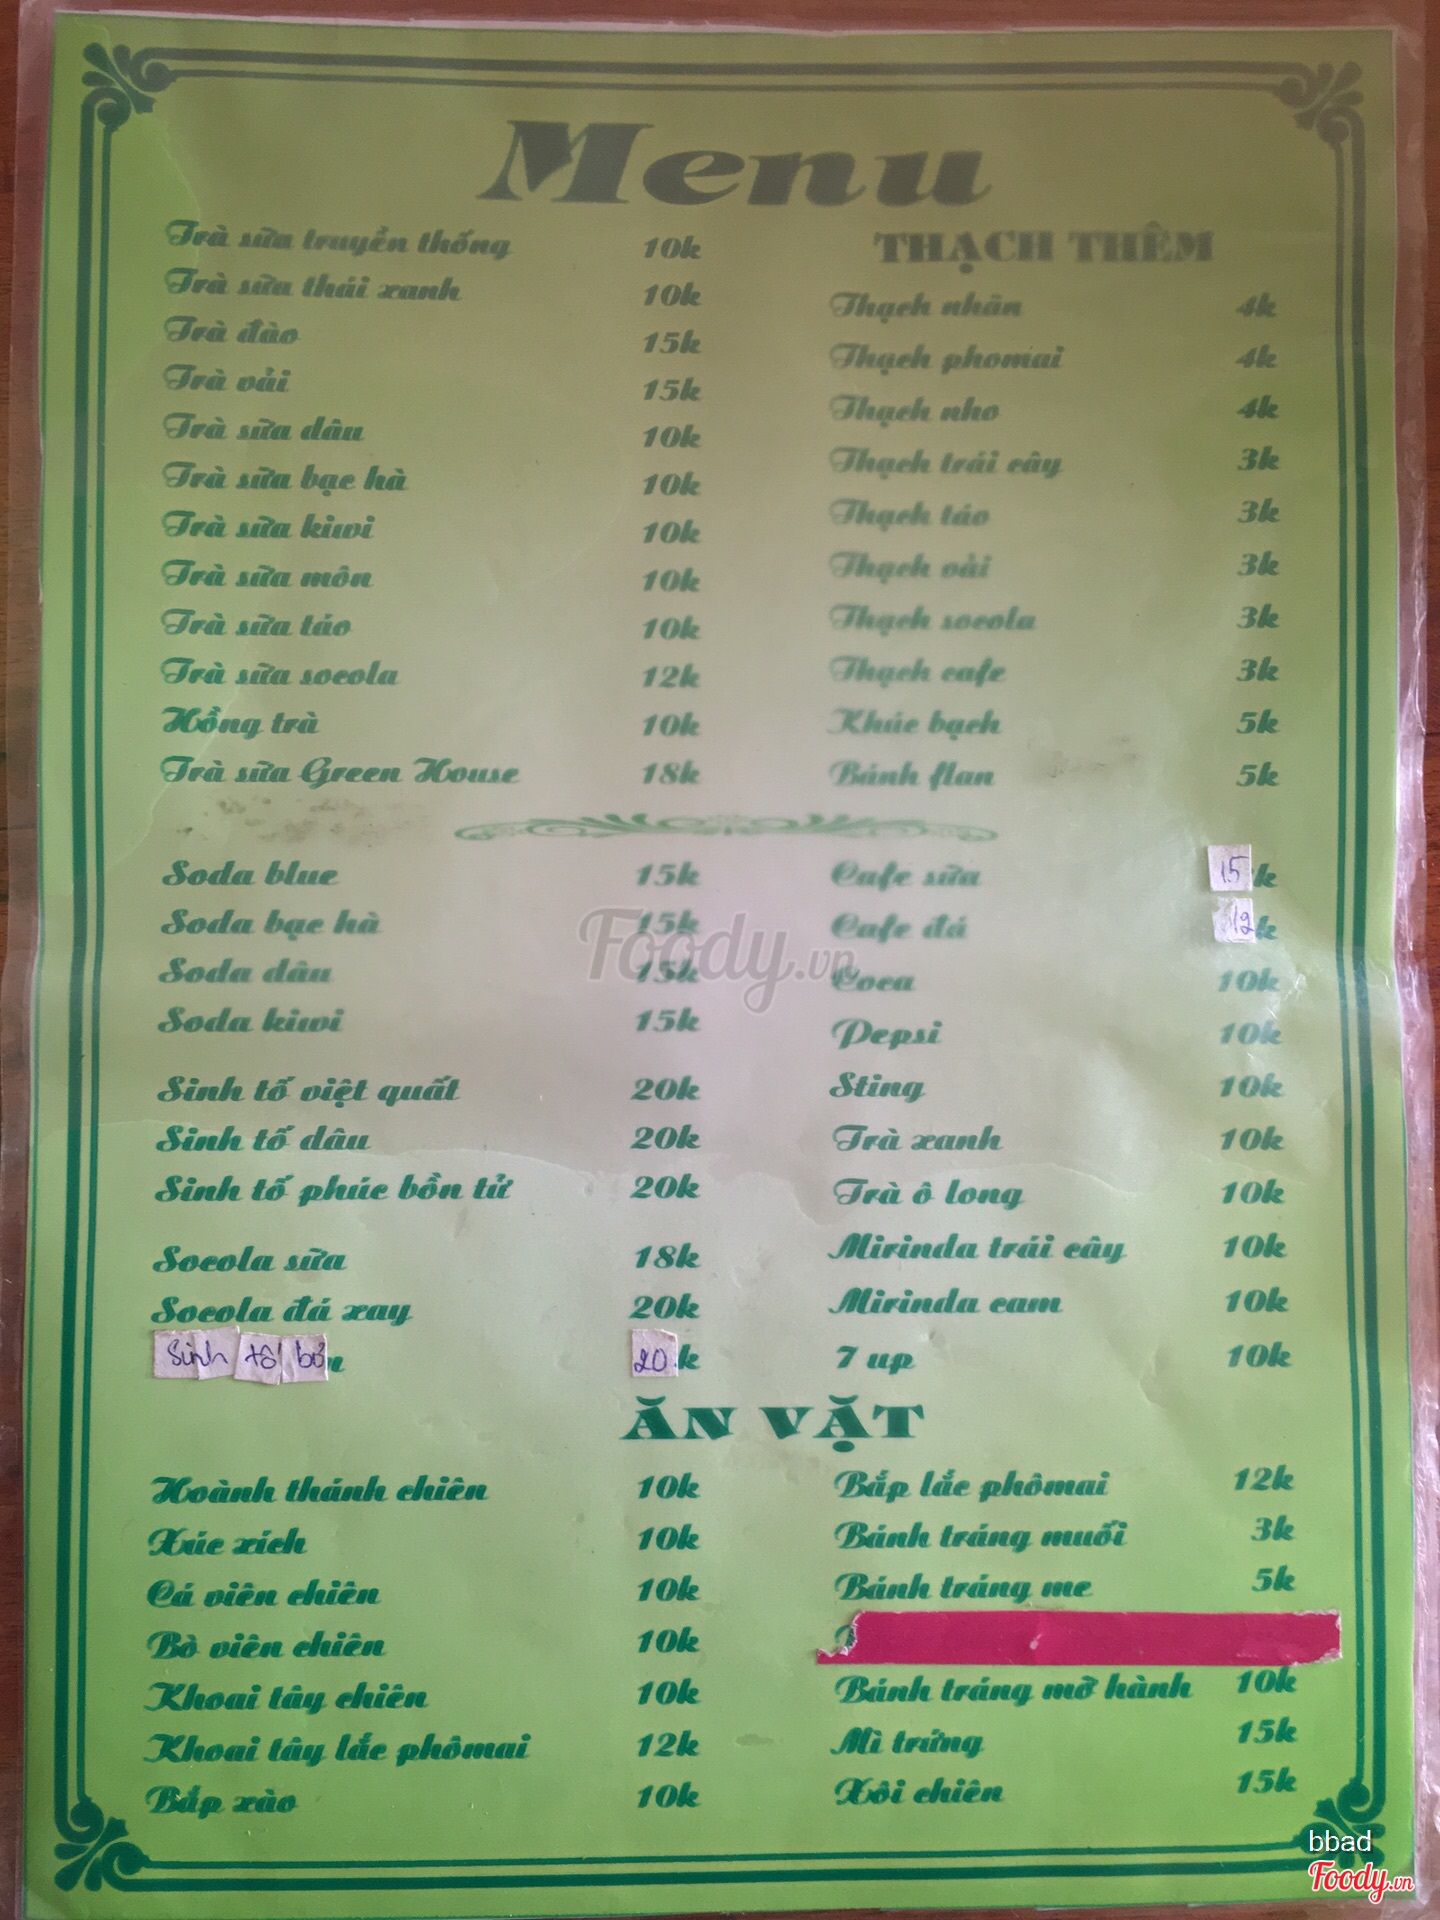 Menu
Trà sữa truyền thống 10k
Trà sữa thái xanh 10k
Trà đào 15k
Trà vải 15k
Trà sữa dâu 10k
Trà sữa bạc hà 10k
Trà sữa kiwi 10k
Trà sữa môn 10k
Trà sữa táo 10k
Trà sữa socola 12k
Hồng trà 10k
Trà sữa Green House 18k
THẠCH THÊM
Thạch nhãn 4k
Thạch phomai 4k
Thạch nho 4k
Thạch trái cây 3k
Thạch táo 3k
Thạch vải 3k
Thạch socola 3k
Thạch cafe 3k
Khúc bạch 5k
Bánh flan 5k
Soda blue 15k
Soda bạc hà 15k
Soda dâu 15k
Soda kiwi 15k
Sinh tố việt quất 20k
Sinh tố dâu 20k
Sinh tố phúc bồn tử 20k
Socola sữa 18k
Socola đá xay 20k
Sinh tố bơ 20k
Cafe sữa 15k
Cafe đá 12k
Coca 10k
Pepsi 10k
Sting 10k
Trà xanh 10k
Trà ô long 10k
Mirinda trái cây 10k
Mirinda cam 10k
7 up 10k
Foody.vn
ĂN VẶT
Hoành thánh chiên 10k
Xúc xích 10k
Cá viên chiên 10k
Bò viên chiên 10k
Khoai tây chiên 10k
Khoai tây lắc phômai 12k
Bắp xào 10k
Bắp lắc phômai 12k
Bánh tráng muối 3k
Bánh tráng me 5k
Bánh tráng mỡ hành 10k
Mì trứng 15k
Xôi chiên 15k
bbad
Foody.vn